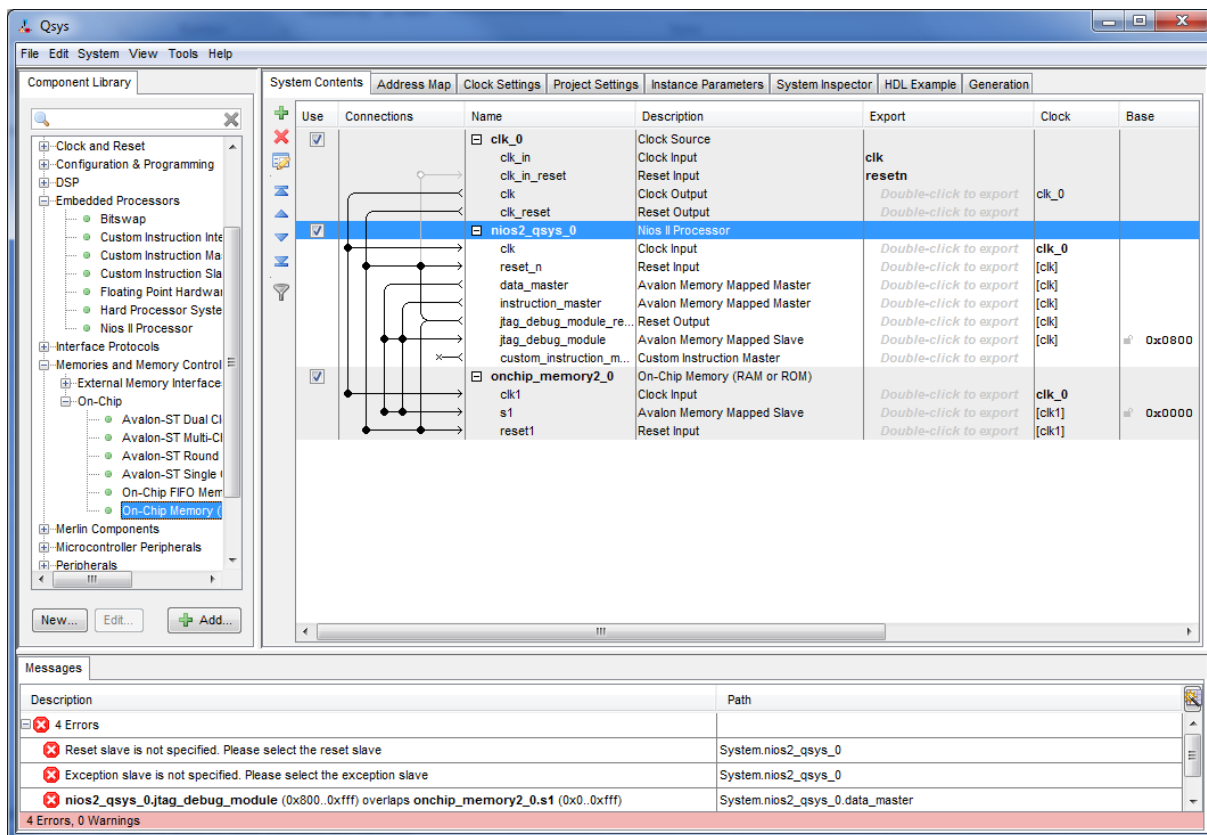 Qsys
File Edit System View Tools Help
Component Library
Clock and Reset
Configuration & Programming
DSP
Embedded Processors
Bitswap
Custom Instruction Inte
Custom Instruction Ma
Custom Instruction Sla
Floating Point Hardwar
Hard Processor Syste
Nios II Processor
Interface Protocols
Memories and Memory Control
External Memory Interface
On-Chip
Avalon-ST Dual Cl
Avalon-ST Multi-Cl
Avalon-ST Round
Avalon-ST Single
On-Chip FIFO Mem
On-Chip Memory (
Merlin Components
Microcontroller Peripherals
Peripherals
New... Edit... Add...
System Contents Address Map Clock Settings Project Settings Instance Parameters System Inspector HDL Example Generation
Use Connections Name Description Export Clock Base
clk_0 Clock Source
clk_in Clock Input clk
clk_in_reset Reset Input resetn
clk Clock Output Double-click to export clk_0
clk_reset Reset Output Double-click to export
nios2_qsys_0 Nios II Processor
clk Clock Input Double-click to export clk_0
reset_n Reset Input Double-click to export [clk]
data_master Avalon Memory Mapped Master Double-click to export [clk]
instruction_master Avalon Memory Mapped Master Double-click to export [clk]
jtag_debug_module_re... Reset Output Double-click to export [clk]
jtag_debug_module Avalon Memory Mapped Slave Double-click to export [clk] 0x0800
custom_instruction_m... Custom Instruction Master Double-click to export
onchip_memory2_0 On-Chip Memory (RAM or ROM)
clk1 Clock Input Double-click to export clk_0
s1 Avalon Memory Mapped Slave Double-click to export [clk1] 0x0000
reset1 Reset Input Double-click to export [clk1]
Messages
Description Path
4 Errors
Reset slave is not specified. Please select the reset slave System.nios2_qsys_0
Exception slave is not specified. Please select the exception slave System.nios2_qsys_0
nios2_qsys_0.jtag_debug_module (0x800..0xfff) overlaps onchip_memory2_0.s1 (0x0..0xfff) System.nios2_qsys_0.data_master
4 Errors, 0 Warnings